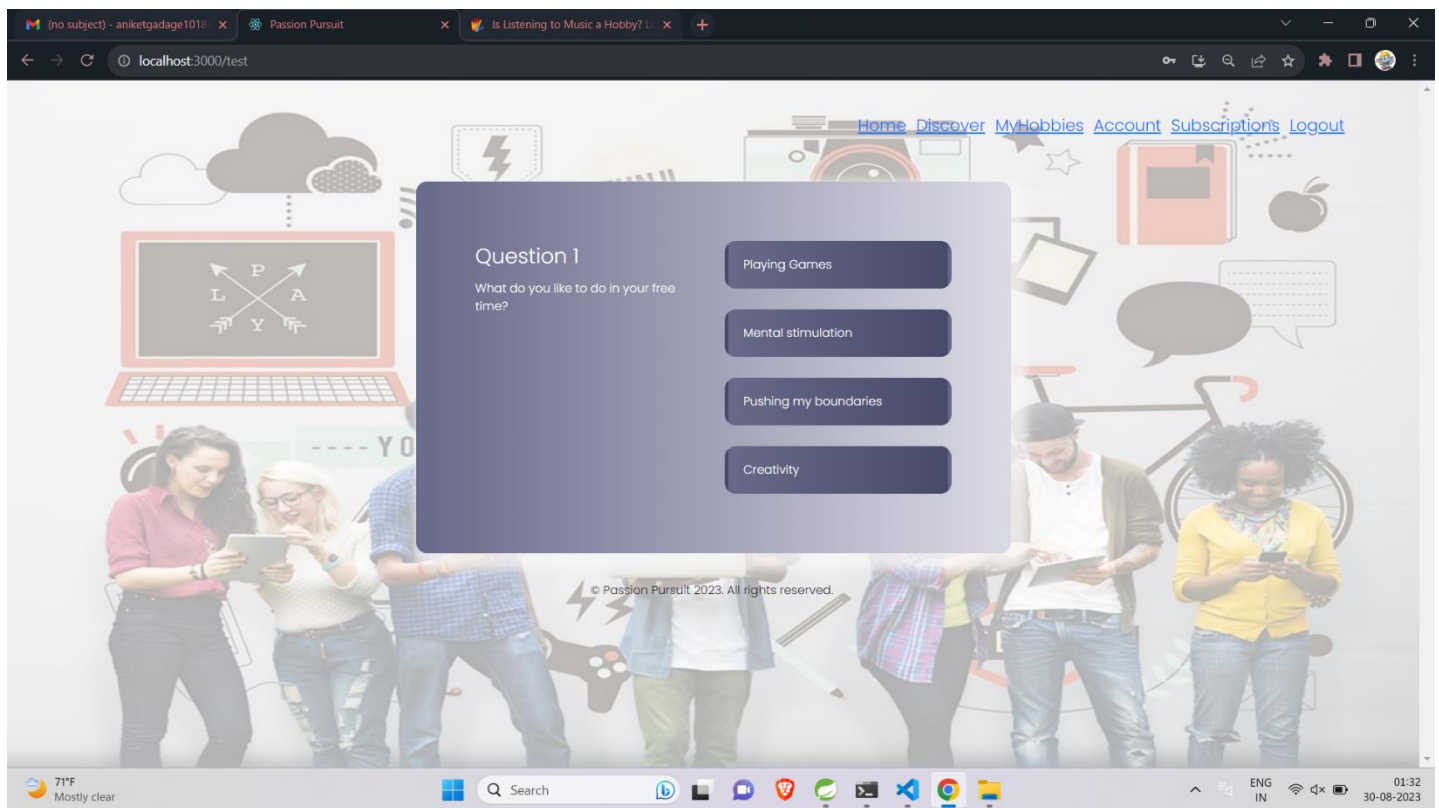 (no subject) - aniketgadage1018
Passion Pursuit
Is Listening to Music a Hobby? L
localhost:3000/test
Home Discover MyHobbies Account Subscriptions Logout
P
L A
Y
---- YO
Question 1
What do you like to do in your free
time?
Playing Games
Mental stimulation
Pushing my boundaries
Creativity
© Passion Pursuit 2023. All rights reserved.
71°F
Mostly clear
Search
ENG
IN
01:32
30-08-2023